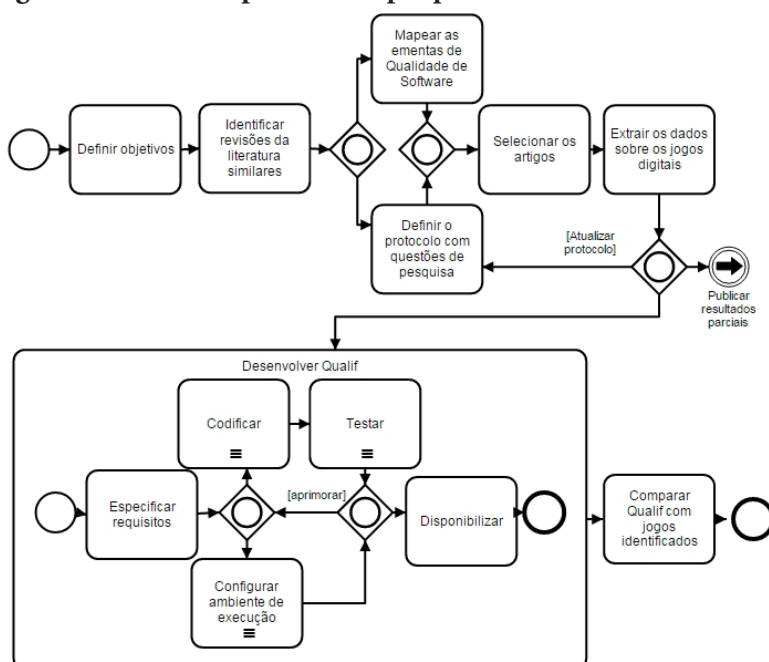 Mapear as
ementas de
Qualidade de
Software
Definir objetivos
Identificar
revisões da
literatura
similares
Selecionar os
artigos
Extrair os dados
sobre os jogos
digitais
Definir o
protocolo com
questões de
pesquisa
[Atualizar
protocolo]
Publicar
resultados
parciais
Desenvolver Qualif
Codificar
Testar
Especificar
requisitos
[aprimorar]
Disponibilizar
Configurar
ambiente de
execução
Comparar
Qualif com
jogos
identificados